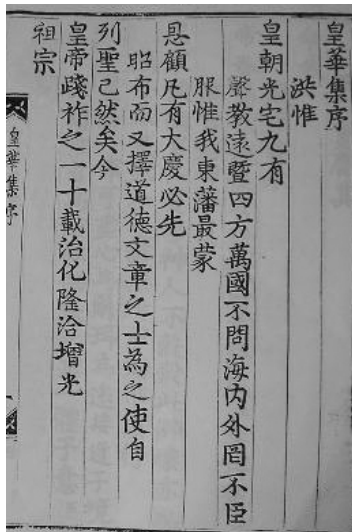 皇華集序
洪惟
皇朝光宅九有
聲教遠曁四方萬國不問海内外罔不臣
服惟我東藩最蒙
恩顧凡有大慶必先
昭布而又擇道德文章之士為之使自
列聖已然矣今
皇帝踐祚之一十載治化隆洽增光
祖宗
皇華集序
一